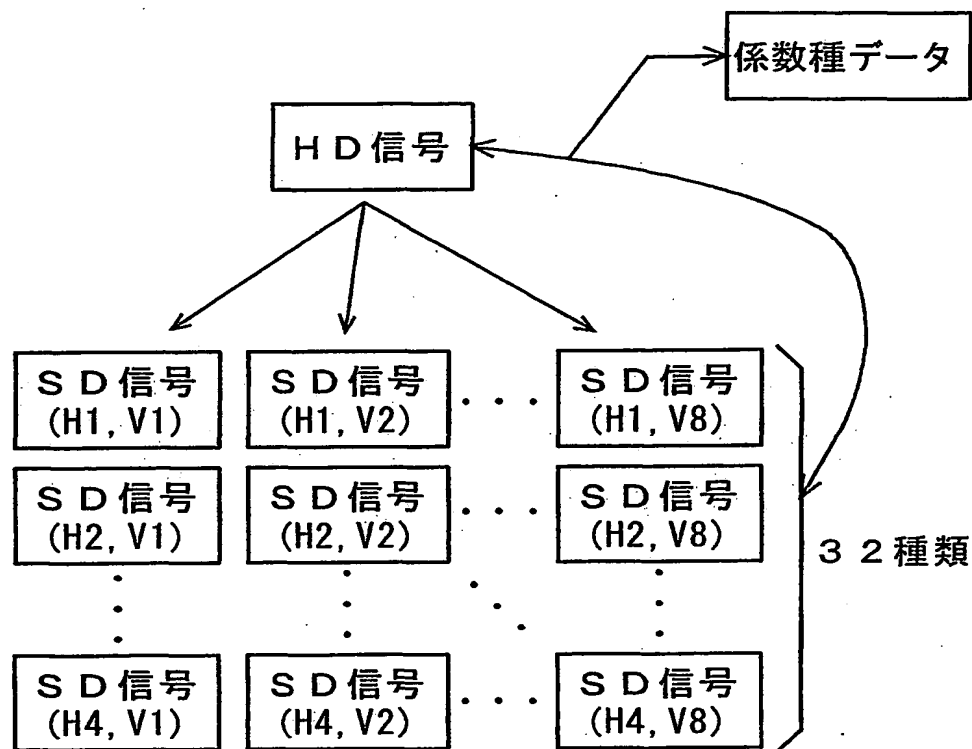 係数種データ
ＨＤ信号
ＳＤ信号
(H1, V1)
ＳＤ信号
(H1, V2)
・・・
ＳＤ信号
(H1, V8)
ＳＤ信号
(H2, V1)
ＳＤ信号
(H2, V2)
・・・
ＳＤ信号
(H2, V8)
３２種類
ＳＤ信号
(H4, V1)
ＳＤ信号
(H4, V2)
・・・
ＳＤ信号
(H4, V8)